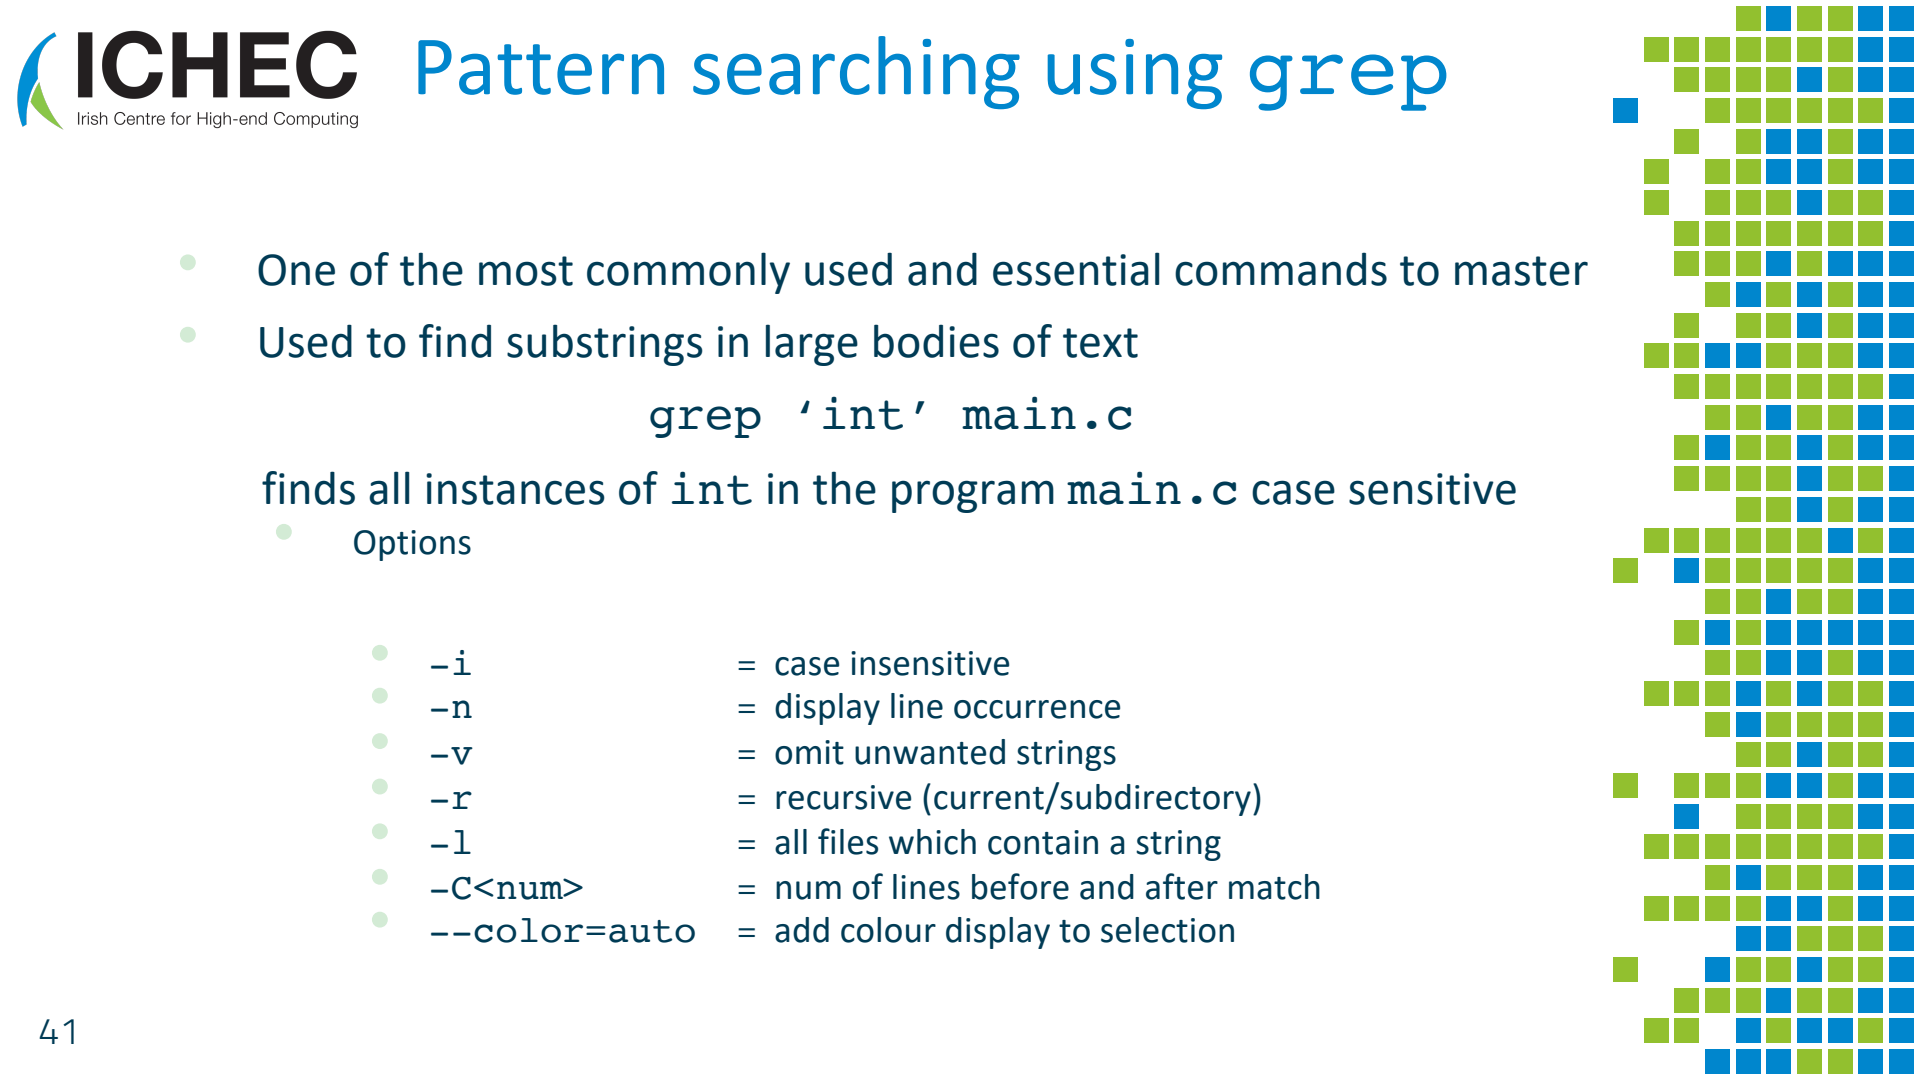 ICHEC
Irish Centre for High-end Computing
Pattern searching using grep
One of the most commonly used and essential commands to master
Used to find substrings in large bodies of text
grep ‘int’ main.c
finds all instances of int in the program main.c case sensitive
Options
-i = case insensitive
-n = display line occurrence
-v = omit unwanted strings
-r = recursive (current/subdirectory)
-l = all files which contain a string
-C<num> = num of lines before and after match
--color=auto = add colour display to selection
41